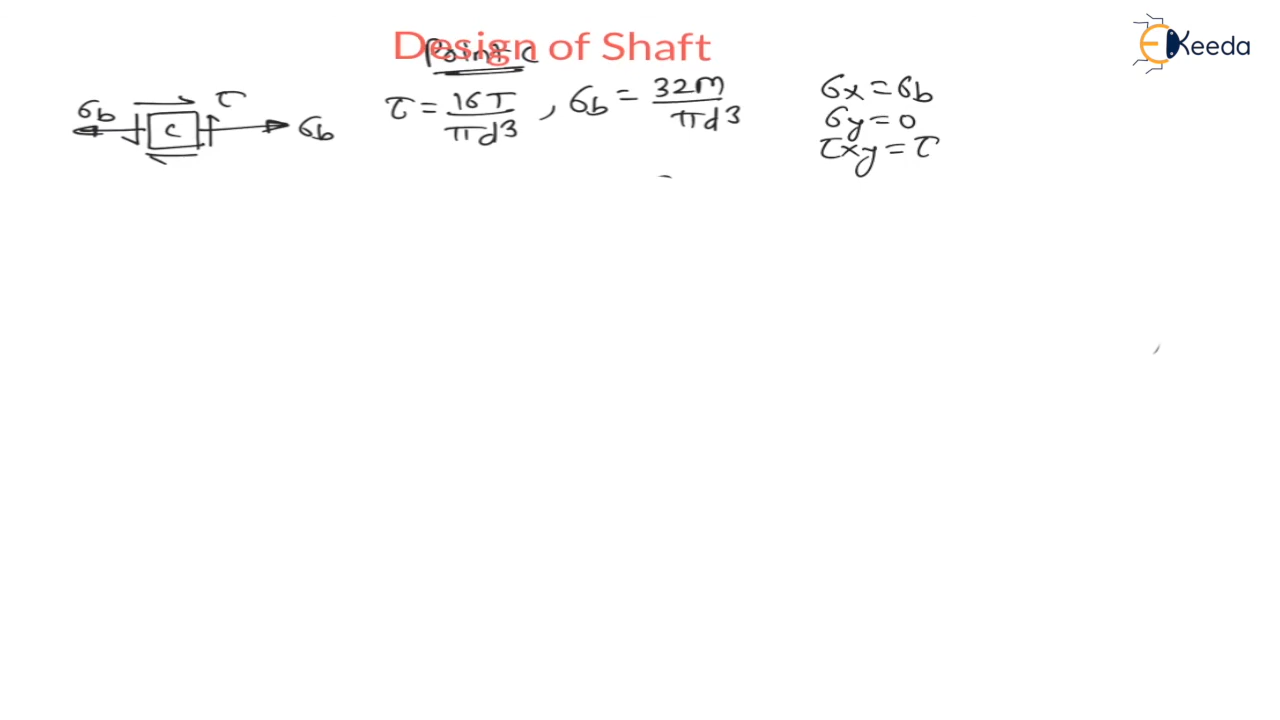 Design of Shaft
Point C
EKeeda
σb
τ
C
σb
τ = 16T/πd³ , σb = 32M/πd³
σx = σb
σy = 0
τxy = τ